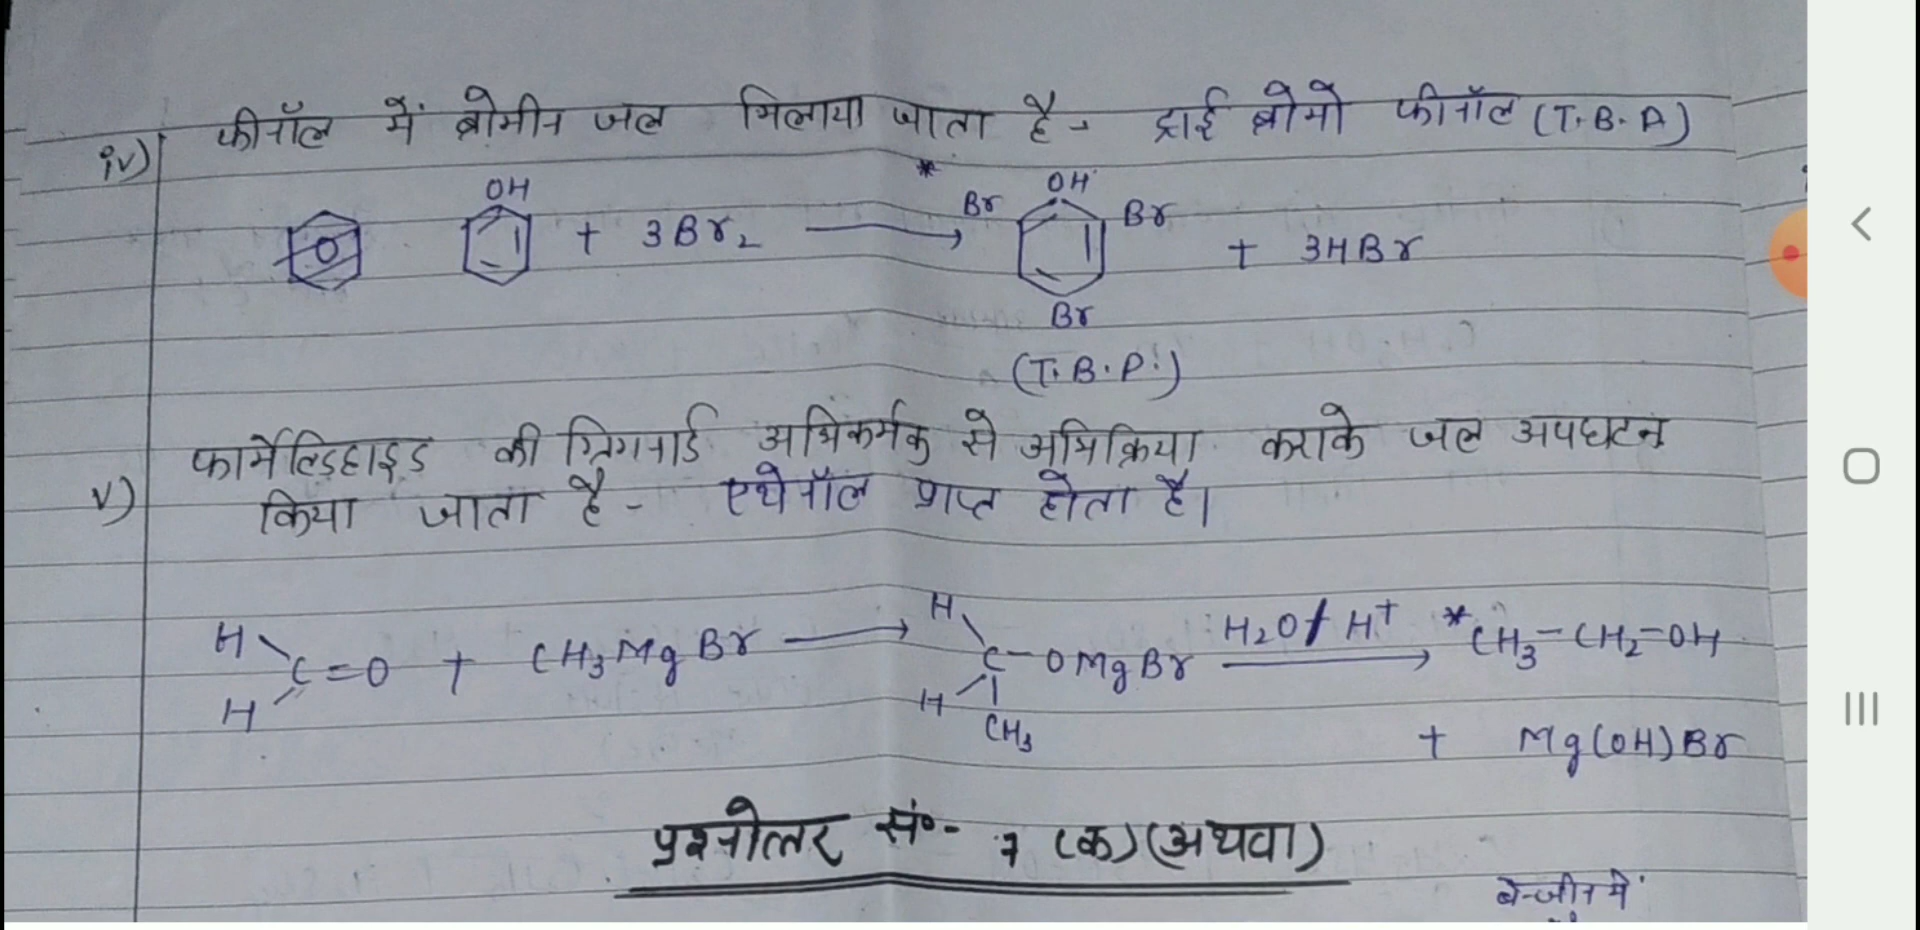 iv) फीनॉल में ब्रोमीन जल मिलाया जाता है - ट्राई ब्रोमो फीनॉल (T.B.P)
OH + 3Br₂ ⟶ * OH Br Br Br + 3HBr
(T.B.P.)
v) फार्मेल्डिहाइड की ग्रिगनार्ड अभिकर्मक से अभिक्रिया कराके जल अपघटन
किया जाता है - एथेनॉल प्राप्त होता है।
H H C=O + CH₃MgBr ⟶ H H C-OMgBr CH₃ H₂O/H⁺ ⟶ *CH₃-CH₂-OH
+ Mg(OH)Br
प्रश्नोत्तर सं०- 7 (क) (अथवा)
बेन्जीन में